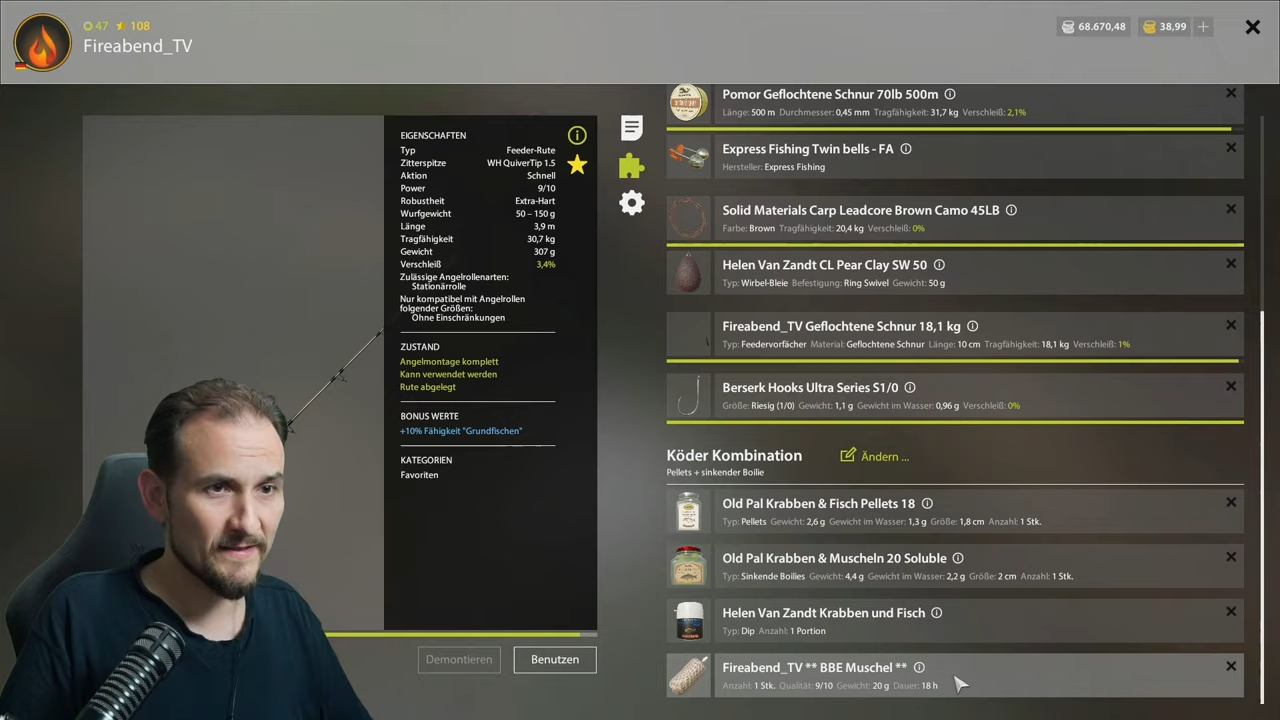 47 108
Fireabend_TV
68.670,48
38,99
EIGENSCHAFTEN
Typ Feeder-Rute
Zitterspitze WH QuiverTip 1.5
Aktion Schnell
Power 9/10
Robustheit Extra-Hart
Wurfgewicht 50 – 150 g
Länge 3,9 m
Tragfähigkeit 30,7 kg
Gewicht 307 g
Verschleiß 3,4%
Zulässige Angelrollenarten:
Stationärrolle
Nur kompatibel mit Angelrollen
folgender Größen:
Ohne Einschränkungen
ZUSTAND
Angelmontage komplett
Kann verwendet werden
Rute abgelegt
BONUS WERTE
+10% Fähigkeit "Grundfischen"
KATEGORIEN
Favoriten
Demontieren
Benutzen
Pomor Geflochtene Schnur 70lb 500m
Länge: 500 m Durchmesser: 0,45 mm Tragfähigkeit: 31,7 kg Verschleiß: 2,1%
Express Fishing Twin bells - FA
Hersteller: Express Fishing
Solid Materials Carp Leadcore Brown Camo 45LB
Farbe: Brown Tragfähigkeit: 20,4 kg Verschleiß: 0%
Helen Van Zandt CL Pear Clay SW 50
Typ: Wirbel-Bleie Befestigung: Ring Swivel Gewicht: 50 g
Fireabend_TV Geflochtene Schnur 18,1 kg
Typ: Feedervorfächer Material: Geflochtene Schnur Länge: 10 cm Tragfähigkeit: 18,1 kg Verschleiß: 1%
Berserk Hooks Ultra Series S1/0
Größe: Riesig (1/0) Gewicht: 1,1 g Gewicht im Wasser: 0,96 g Verschleiß: 0%
Köder Kombination
Ändern ...
Pellets + sinkender Boilie
Old Pal Krabben & Fisch Pellets 18
Typ: Pellets Gewicht: 2,6 g Gewicht im Wasser: 1,3 g Größe: 1,8 cm Anzahl: 1 Stk.
Old Pal Krabben & Muscheln 20 Soluble
Typ: Sinkende Boilies Gewicht: 4,4 g Gewicht im Wasser: 2,2 g Größe: 2 cm Anzahl: 1 Stk.
Helen Van Zandt Krabben und Fisch
Typ: Dip Anzahl: 1 Portion
Fireabend_TV ** BBE Muschel **
Anzahl: 1 Stk. Qualität: 9/10 Gewicht: 20 g Dauer: 18 h